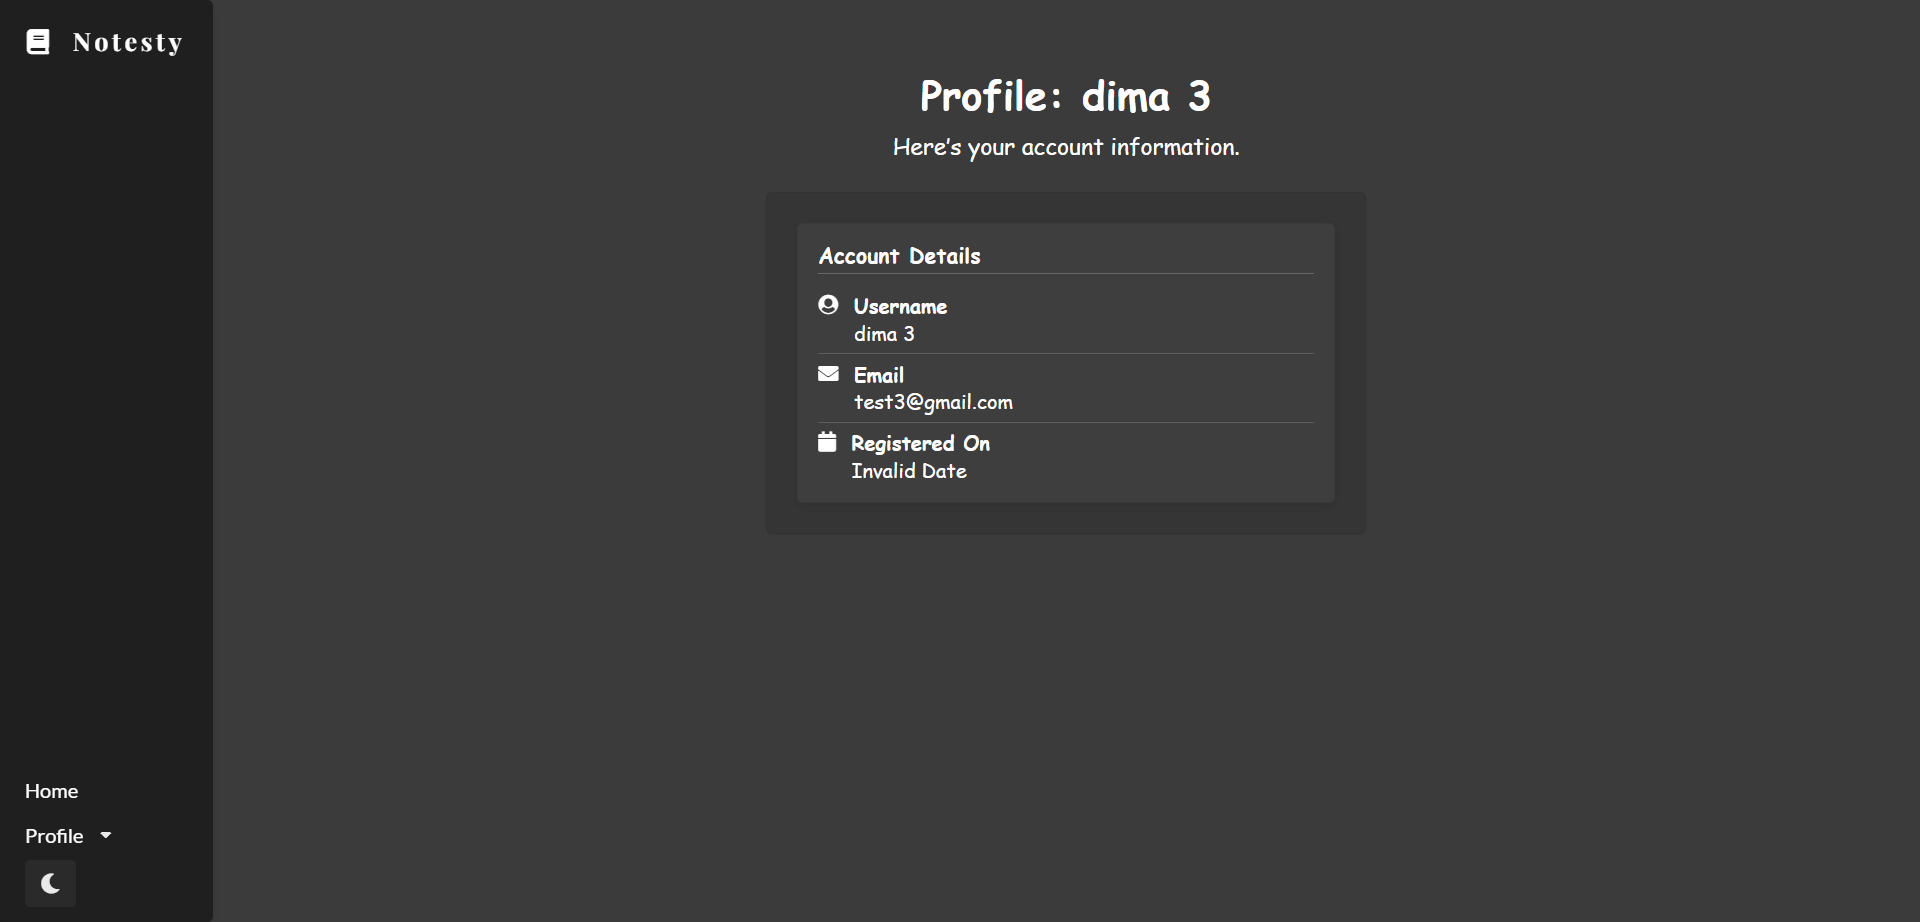 Notesty
Profile: dima 3
Here's your account information.
Account Details
Username
dima 3
Email
test3@gmail.com
Registered On
Invalid Date
Home
Profile